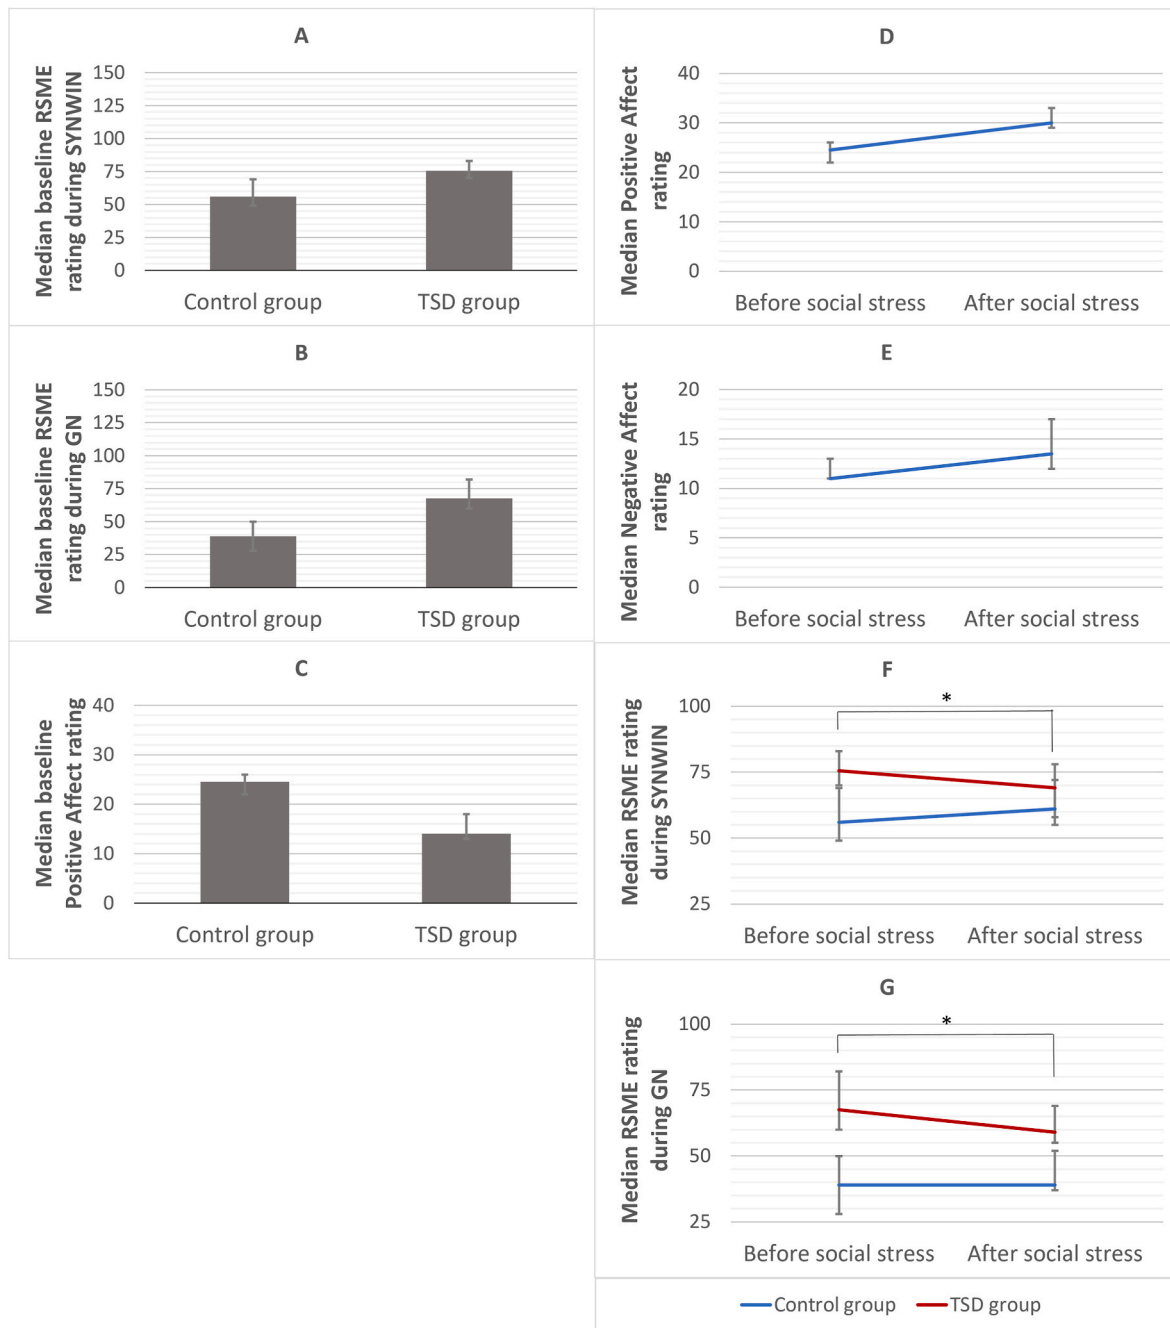 A
Median baseline RSME
rating during SYNWIN
150
125
100
75
50
25
0
Control group TSD group
B
Median baseline RSME
rating during GN
150
125
100
75
50
25
0
Control group TSD group
C
Median baseline
Positive Affect rating
40
30
20
10
0
Control group TSD group
D
Median Positive Affect
rating
40
30
20
10
0
Before social stress After social stress
E
Median Negative Affect
rating
20
15
10
5
0
Before social stress After social stress
F
Median RSME rating
during SYNWIN
100
75
50
25
*
Before social stress After social stress
G
Median RSME rating
during GN
100
75
50
25
*
Before social stress After social stress
Control group TSD group